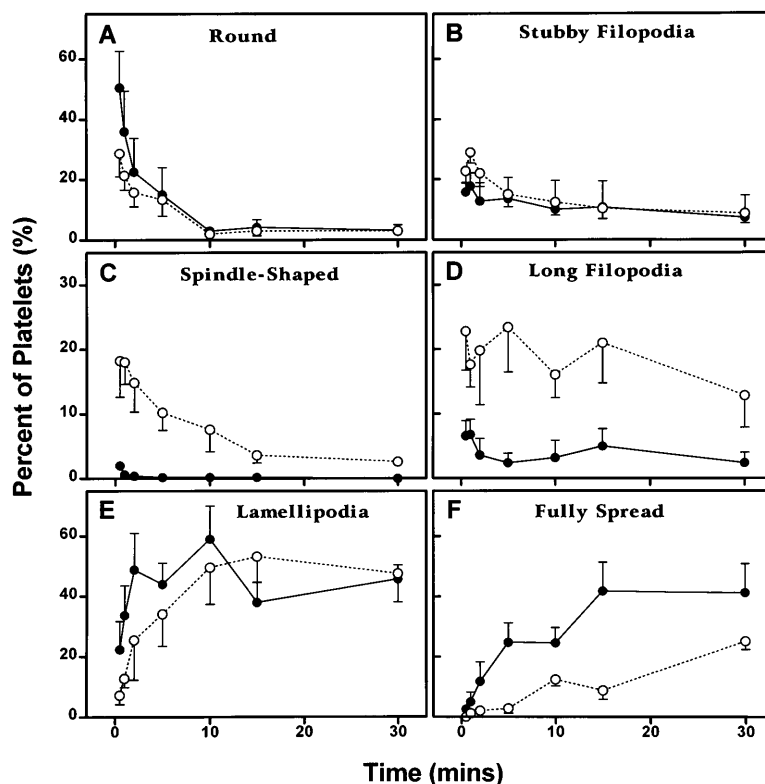 A Round
B Stubby Filopodia
60
40
20
0
C Spindle-Shaped
D Long Filopodia
30
20
10
0
E Lamellipodia
F Fully Spread
60
40
20
0
0 10 20 30
0 10 20 30
Percent of Platelets (%)
Time (mins)